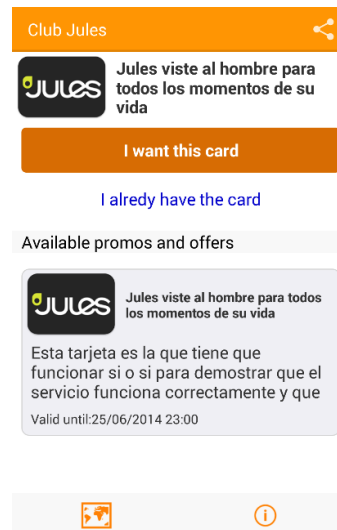 Club Jules
JULES
Jules viste al hombre para
todos los momentos de su
vida
I want this card
I alredy have the card
Available promos and offers
JULES
Jules viste al hombre para todos
los momentos de su vida
Esta tarjeta es la que tiene que
funcionar si o si para demostrar que el
servicio funciona correctamente y que
Valid until:25/06/2014 23:00